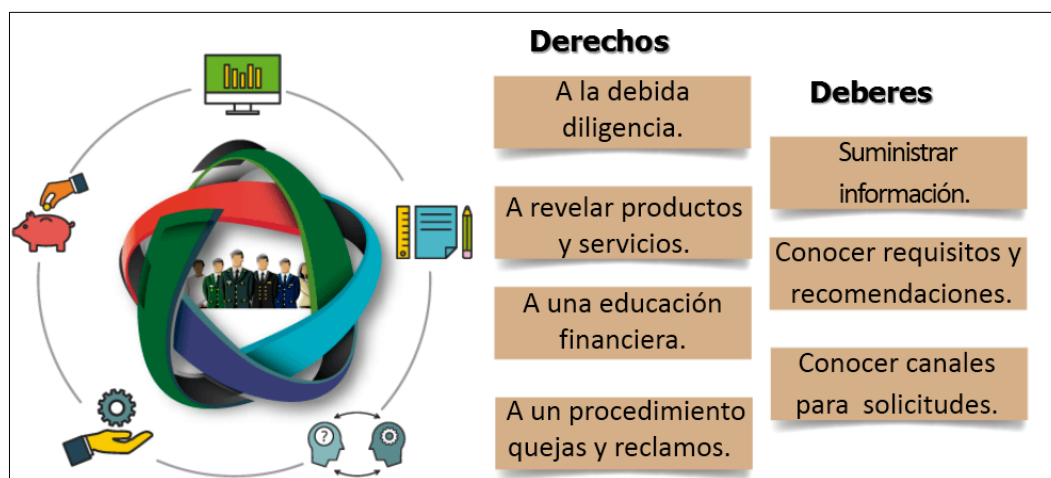 Derechos
A la debida
diligencia.
A revelar productos
y servicios.
A una educación
financiera.
A un procedimiento
quejas y reclamos.
Deberes
Suministrar
información.
Conocer requisitos y
recomendaciones.
Conocer canales
para solicitudes.
?